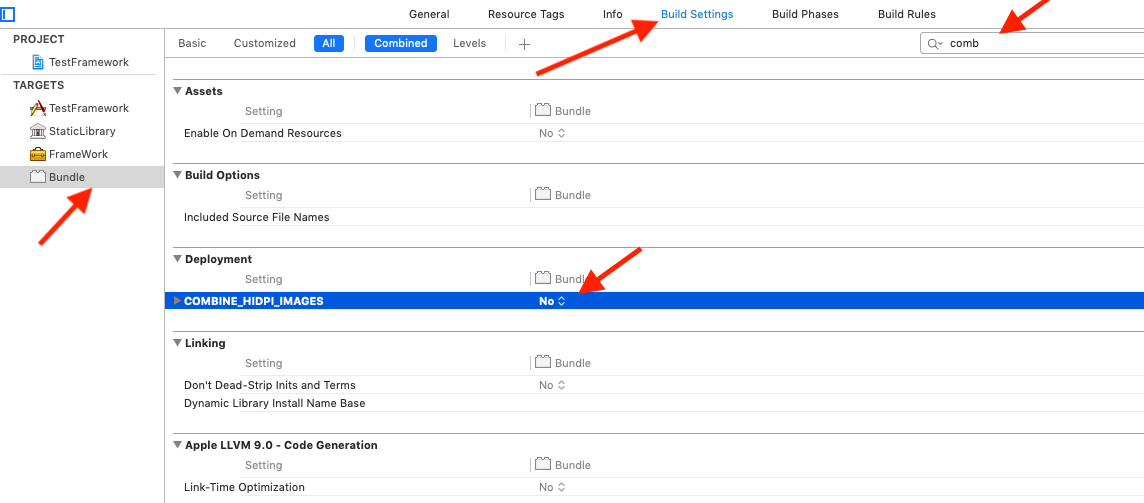 General Resource Tags Info Build Settings Build Phases Build Rules
PROJECT
TestFramework
TARGETS
TestFramework
StaticLibrary
FrameWork
Bundle
Basic Customized All Combined Levels + comb
Assets
Setting Bundle
Enable On Demand Resources No
Build Options
Setting Bundle
Included Source File Names
Deployment
Setting Bundle
COMBINE_HIDPI_IMAGES No
Linking
Setting Bundle
Don't Dead-Strip Inits and Terms No
Dynamic Library Install Name Base
Apple LLVM 9.0 - Code Generation
Setting Bundle
Link-Time Optimization No